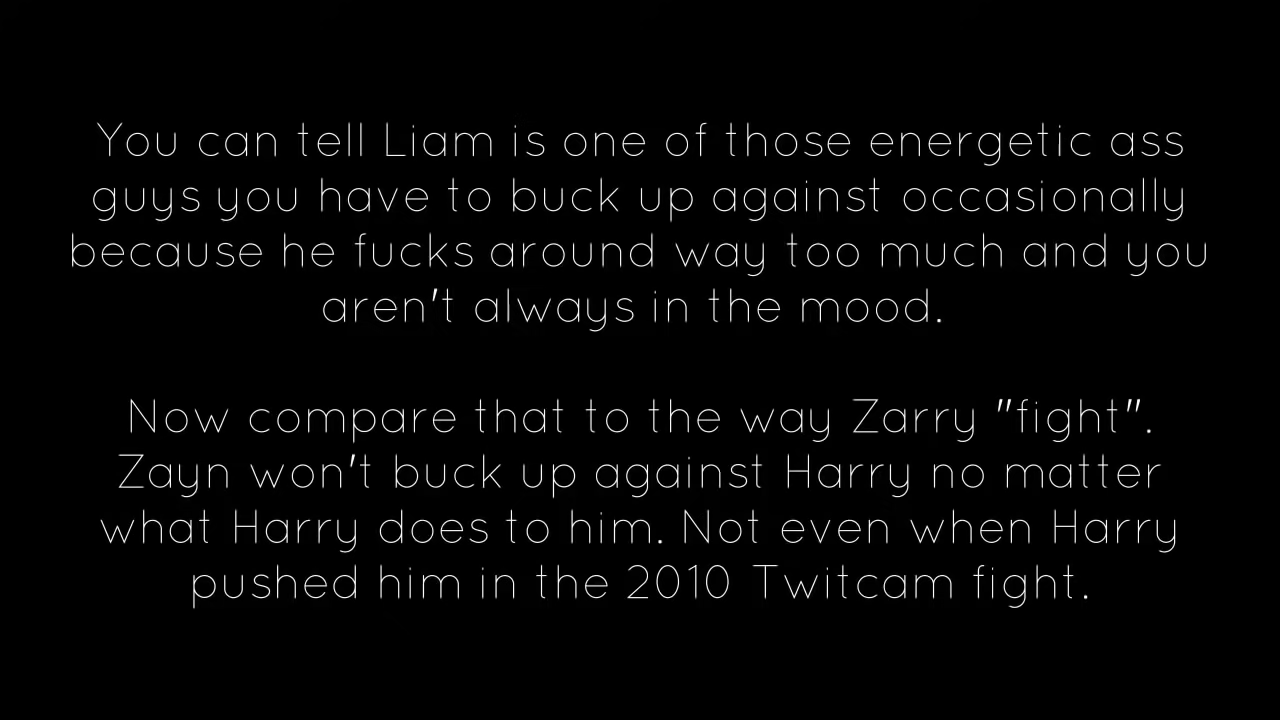 You can tell Liam is one of those energetic ass
guys you have to buck up against occasionally
because he fucks around way too much and you
aren't always in the mood.
Now compare that to the way Zarry "fight".
Zayn won't buck up against Harry no matter
what Harry does to him. Not even when Harry
pushed him in the 2010 Twitcam fight.